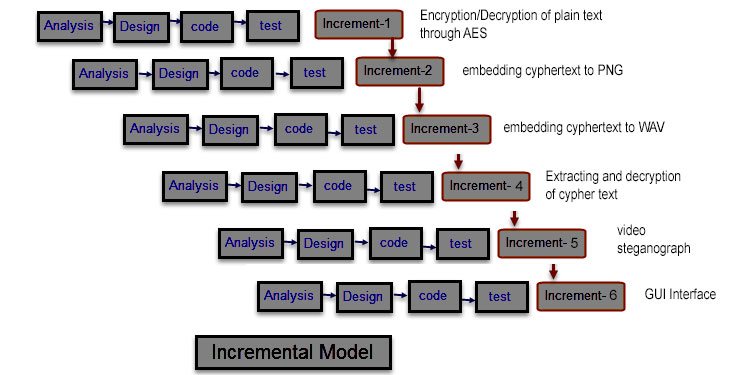 Analysis Design code test Increment-1 Encryption/Decryption of plain text
through AES
Analysis Design code test Increment-2 embedding cyphertext to PNG
Analysis Design code test Increment-3 embedding cyphertext to WAV
Analysis Design code test Increment- 4 Extracting and decryption
of cypher text
Analysis Design code test Increment- 5 video
steganograph
Analysis Design code test Increment- 6 GUI Interface
Incremental Model